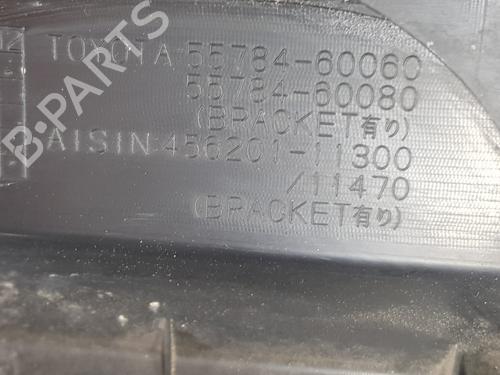 TOYOTA:55784-60060
55784-60080
(BRACKET有り)
AISIN:456201-11300
/11470
(BRACKET有り)
B-PARTS